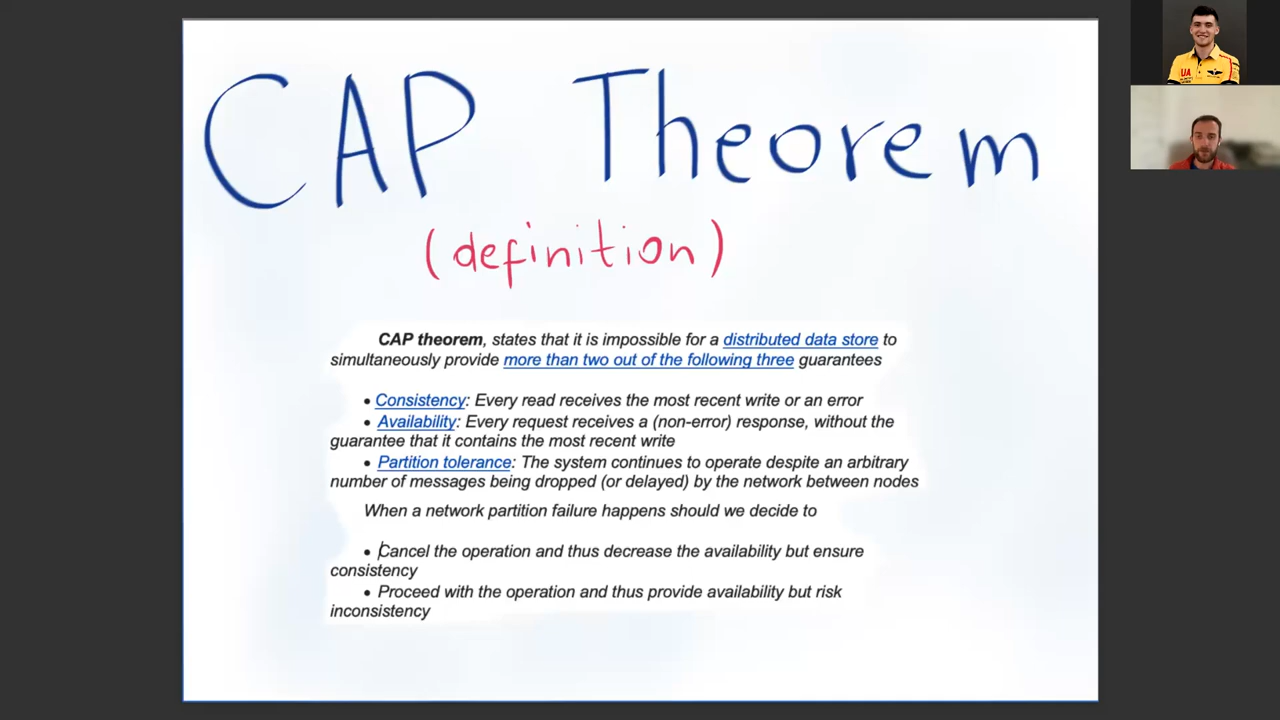 CAP Theorem
(definition)
CAP theorem, states that it is impossible for a distributed data store to
simultaneously provide more than two out of the following three guarantees
• Consistency: Every read receives the most recent write or an error
• Availability: Every request receives a (non-error) response, without the
guarantee that it contains the most recent write
• Partition tolerance: The system continues to operate despite an arbitrary
number of messages being dropped (or delayed) by the network between nodes
When a network partition failure happens should we decide to
• Cancel the operation and thus decrease the availability but ensure
consistency
• Proceed with the operation and thus provide availability but risk
inconsistency
UA